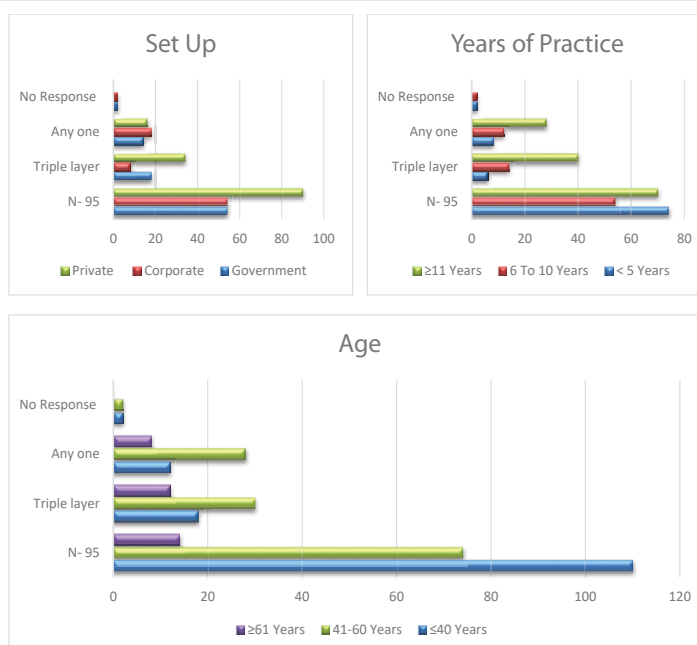 Set Up
No Response
Any one
Triple layer
N- 95
0 20 40 60 80 100
Private Corporate Government
Years of Practice
No Response
Any one
Triple layer
N- 95
0 20 40 60 80
≥11 Years 6 To 10 Years < 5 Years
Age
No Response
Any one
Triple layer
N- 95
0 20 40 60 80 100 120
≥61 Years 41-60 Years ≤40 Years